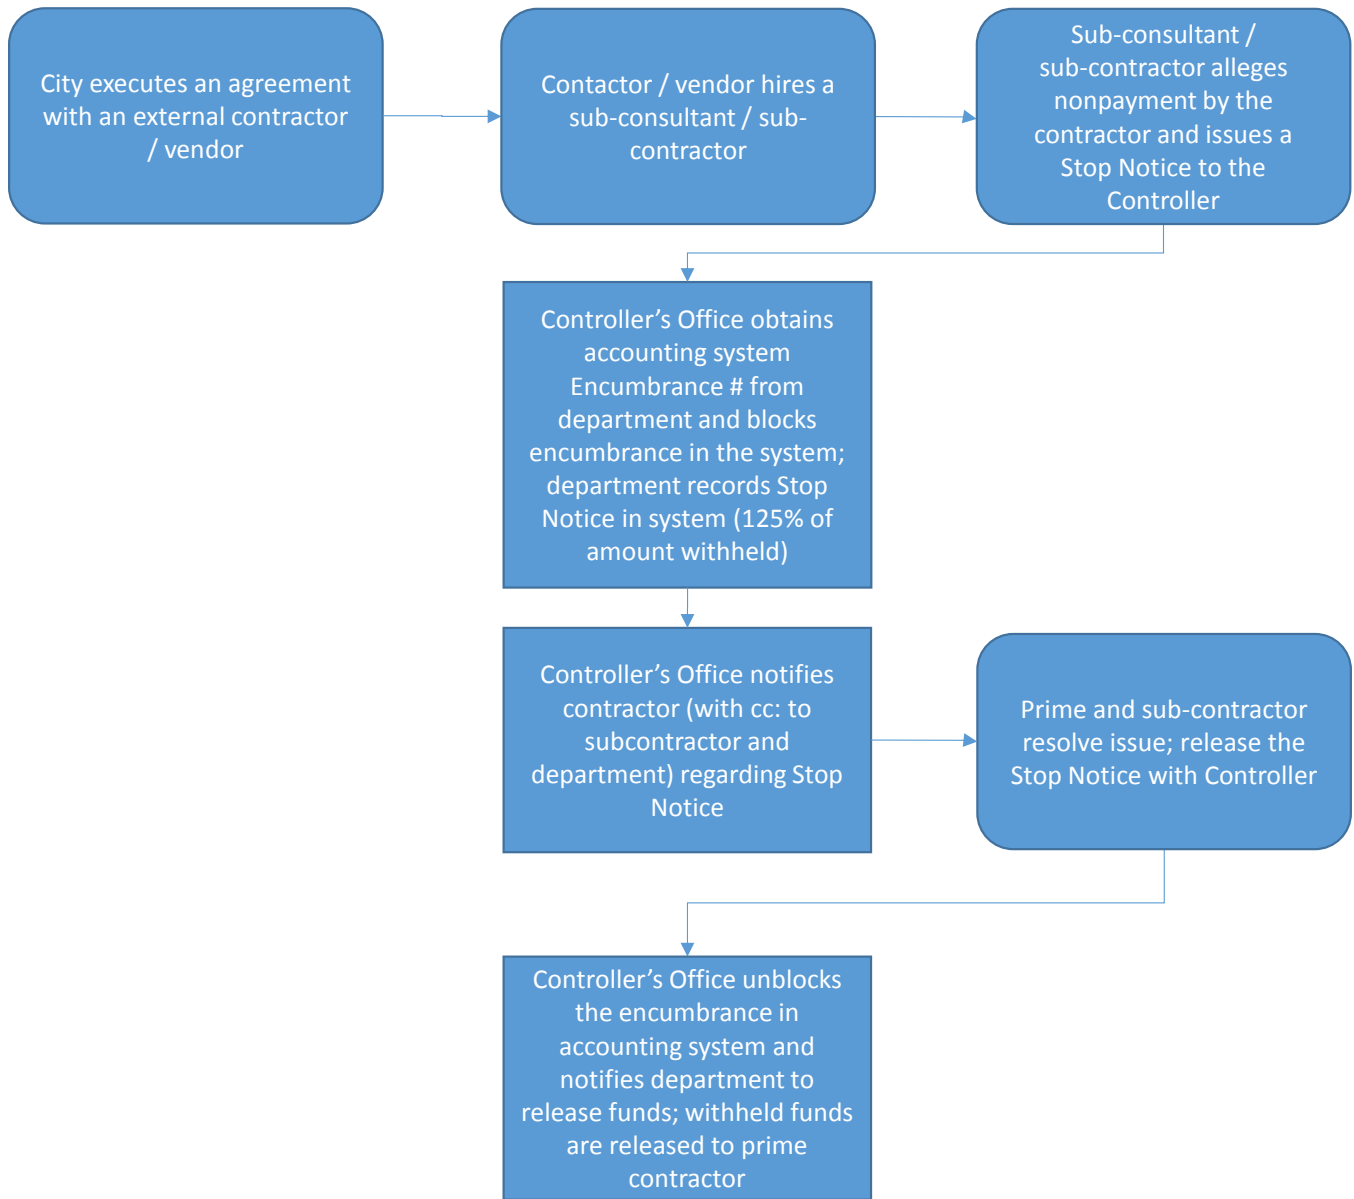 City executes an agreement
with an external contractor
/ vendor
Contactor / vendor hires a
sub-consultant / sub-
contractor
Sub-consultant /
sub-contractor alleges
nonpayment by the
contractor and issues a
Stop Notice to the
Controller
Controller’s Office obtains
accounting system
Encumbrance # from
department and blocks
encumbrance in the system;
department records Stop
Notice in system (125% of
amount withheld)
Controller’s Office notifies
contractor (with cc: to
subcontractor and
department) regarding Stop
Notice
Prime and sub-contractor
resolve issue; release the
Stop Notice with Controller
Controller’s Office unblocks
the encumbrance in
accounting system and
notifies department to
release funds; withheld funds
are released to prime
contractor